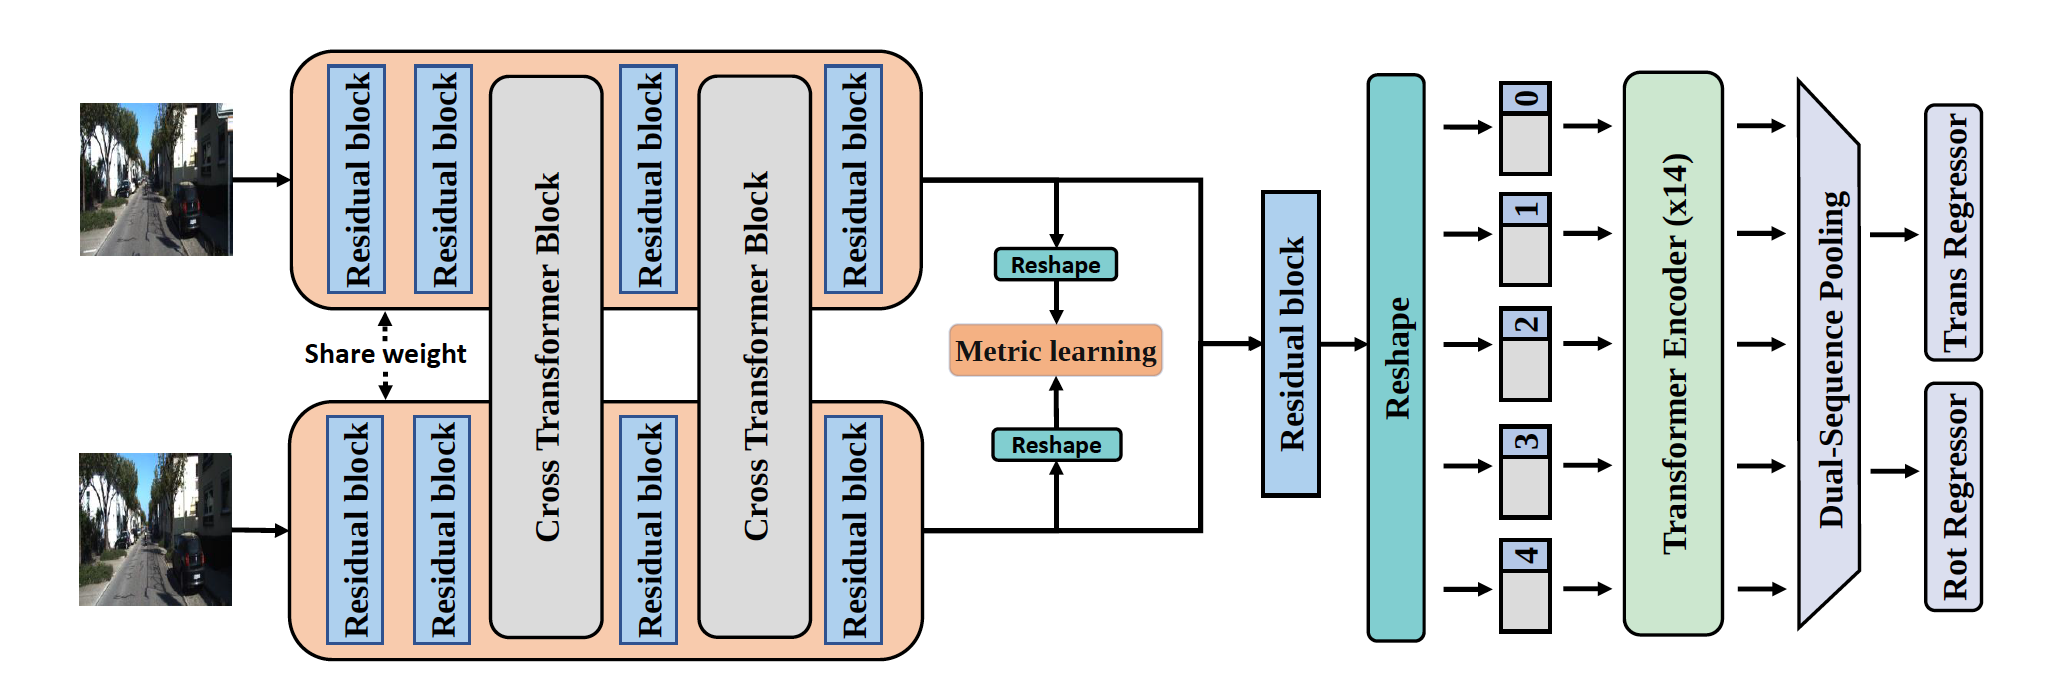 Residual block
Residual block
Cross Transformer Block
Residual block
Cross Transformer Block
Residual block
Share weight
Residual block
Residual block
Residual block
Residual block
Reshape
Metric learning
Reshape
Residual block
Reshape
0
1
2
3
4
Transformer Encoder (x14)
Dual-Sequence Pooling
Trans Regressor
Rot Regressor